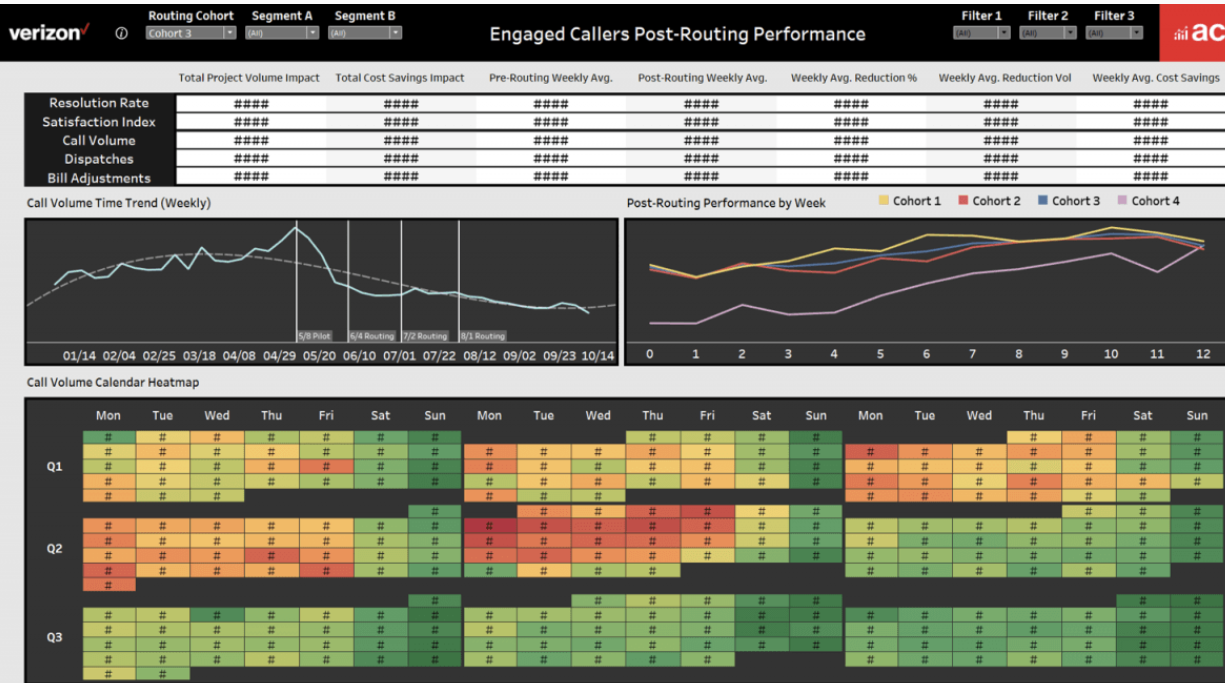 verizon Routing Cohort Segment A Segment B Engaged Callers Post-Routing Performance Filter 1 Filter 2 Filter 3 ac
Cohort 3 (All) (All) (All) (All) (All)
Total Project Volume Impact Total Cost Savings Impact Pre-Routing Weekly Avg. Post-Routing Weekly Avg. Weekly Avg. Reduction % Weekly Avg. Reduction Vol Weekly Avg. Cost Savings
Resolution Rate #### #### #### #### #### #### ####
Satisfaction Index #### #### #### #### #### #### ####
Call Volume #### #### #### #### #### #### ####
Dispatches #### #### #### #### #### #### ####
Bill Adjustments #### #### #### #### #### #### ####
Call Volume Time Trend (Weekly)
5/8 Pilot 6/4 Routing 7/2 Routing 8/1 Routing
01/14 02/04 02/25 03/18 04/08 04/29 05/20 06/10 07/01 07/22 08/12 09/02 09/23 10/14
Post-Routing Performance by Week Cohort 1 Cohort 2 Cohort 3 Cohort 4
0 1 2 3 4 5 6 7 8 9 10 11 12
Call Volume Calendar Heatmap
Mon Tue Wed Thu Fri Sat Sun Mon Tue Wed Thu Fri Sat Sun Mon Tue Wed Thu Fri Sat Sun
# # # # # # # # # # # # # # #
# # # # # # # # # # # # # # # # # # # # #
Q1 # # # # # # # # # # # # # # # # # # # # #
# # # # # # # # # # # # # # # # # # # # #
# # # # # # # # # # # #
# # # # # # # # # #
# # # # # # # # # # # # # # # # # # # # #
Q2 # # # # # # # # # # # # # # # # # # # # #
# # # # # # # # # # # # # # # # # # # # #
# # # # # # # # # # # # # # # # #
#
# # # # # # # #
# # # # # # # # # # # # # # # # # # # # #
Q3 # # # # # # # # # # # # # # # # # # # # #
# # # # # # # # # # # # # # # # # # # # #
# # # # # # # # # # # # # # # # # # #
# #